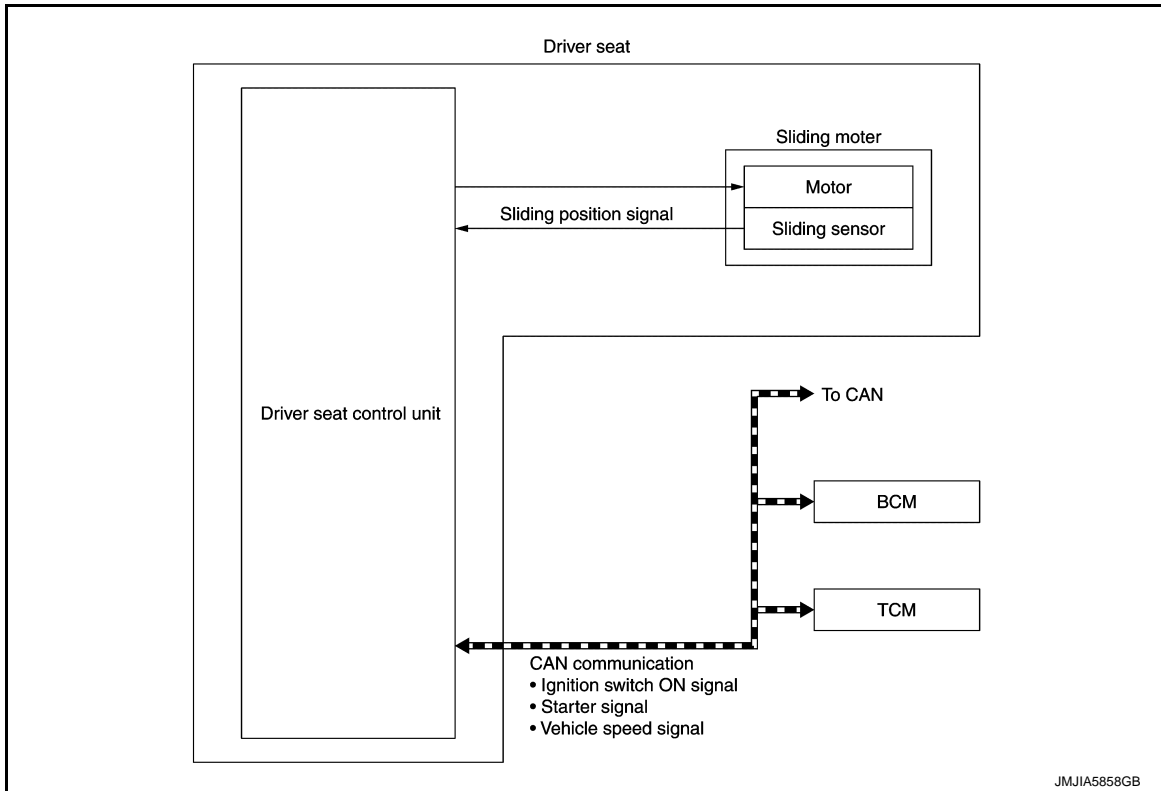 Driver seat
Sliding moter
Motor
Sliding position signal
Sliding sensor
Driver seat control unit
To CAN
BCM
TCM
CAN communication
• Ignition switch ON signal
• Starter signal
• Vehicle speed signal
JMJIA5858GB